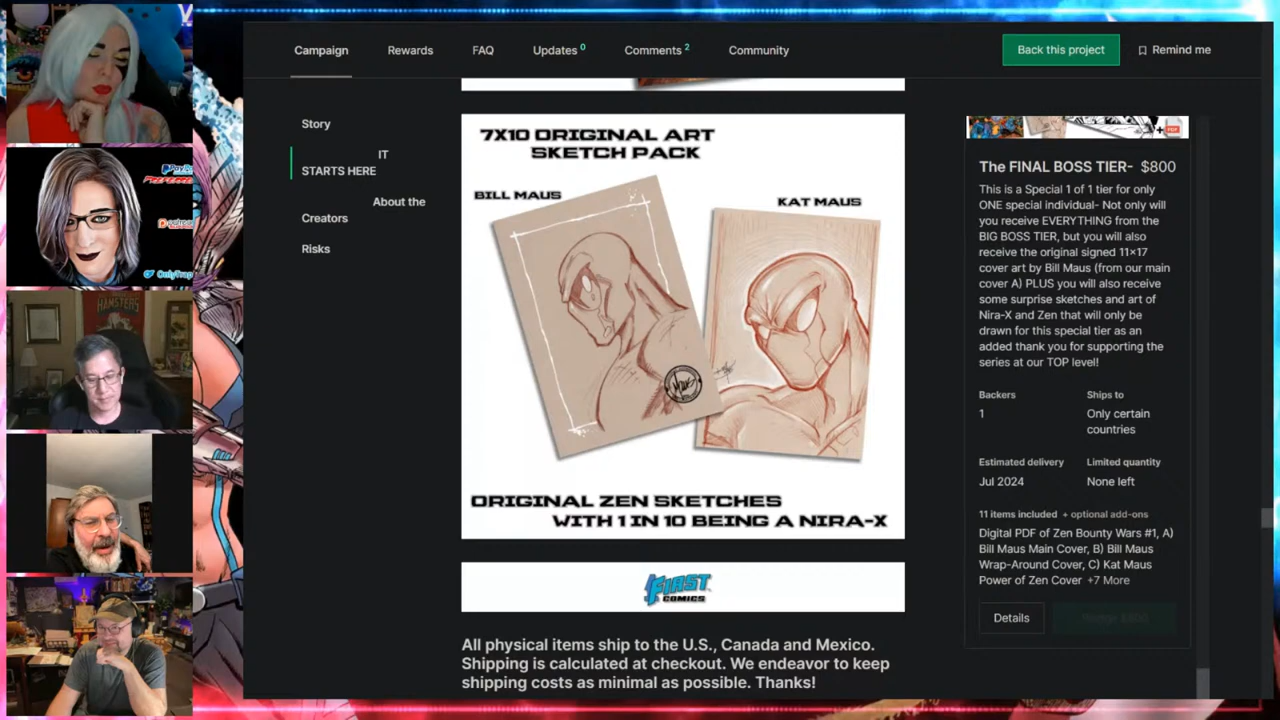 Campaign
Rewards
FAQ
Updates 0
Comments 2
Community
Back this project
Remind me
Story
IT
STARTS HERE
About the
Creators
Risks
7X10 ORIGINAL ART
SKETCH PACK
BILL MAUS
KAT MAUS
Maus
ORIGINAL ZEN SKETCHES
WITH 1 IN 10 BEING A NIRA-X
FIRST
COMICS
All physical items ship to the U.S., Canada and Mexico.
Shipping is calculated at checkout. We endeavor to keep
shipping costs as minimal as possible. Thanks!
PDF
The FINAL BOSS TIER- $800
This is a Special 1 of 1 tier for only
ONE special individual- Not only will
you receive EVERYTHING from the
BIG BOSS TIER, but you will also
receive the original signed 11×17
cover art by Bill Maus (from our main
cover A) PLUS you will also receive
some surprise sketches and art of
Nira-X and Zen that will only be
drawn for this special tier as an
added thank you for supporting the
series at our TOP level!
Backers
1
Ships to
Only certain
countries
Estimated delivery
Jul 2024
Limited quantity
None left
11 items included + optional add-ons
Digital PDF of Zen Bounty Wars #1, A)
Bill Maus Main Cover, B) Bill Maus
Wrap-Around Cover, C) Kat Maus
Power of Zen Cover +7 More
Details
HAMSTERS